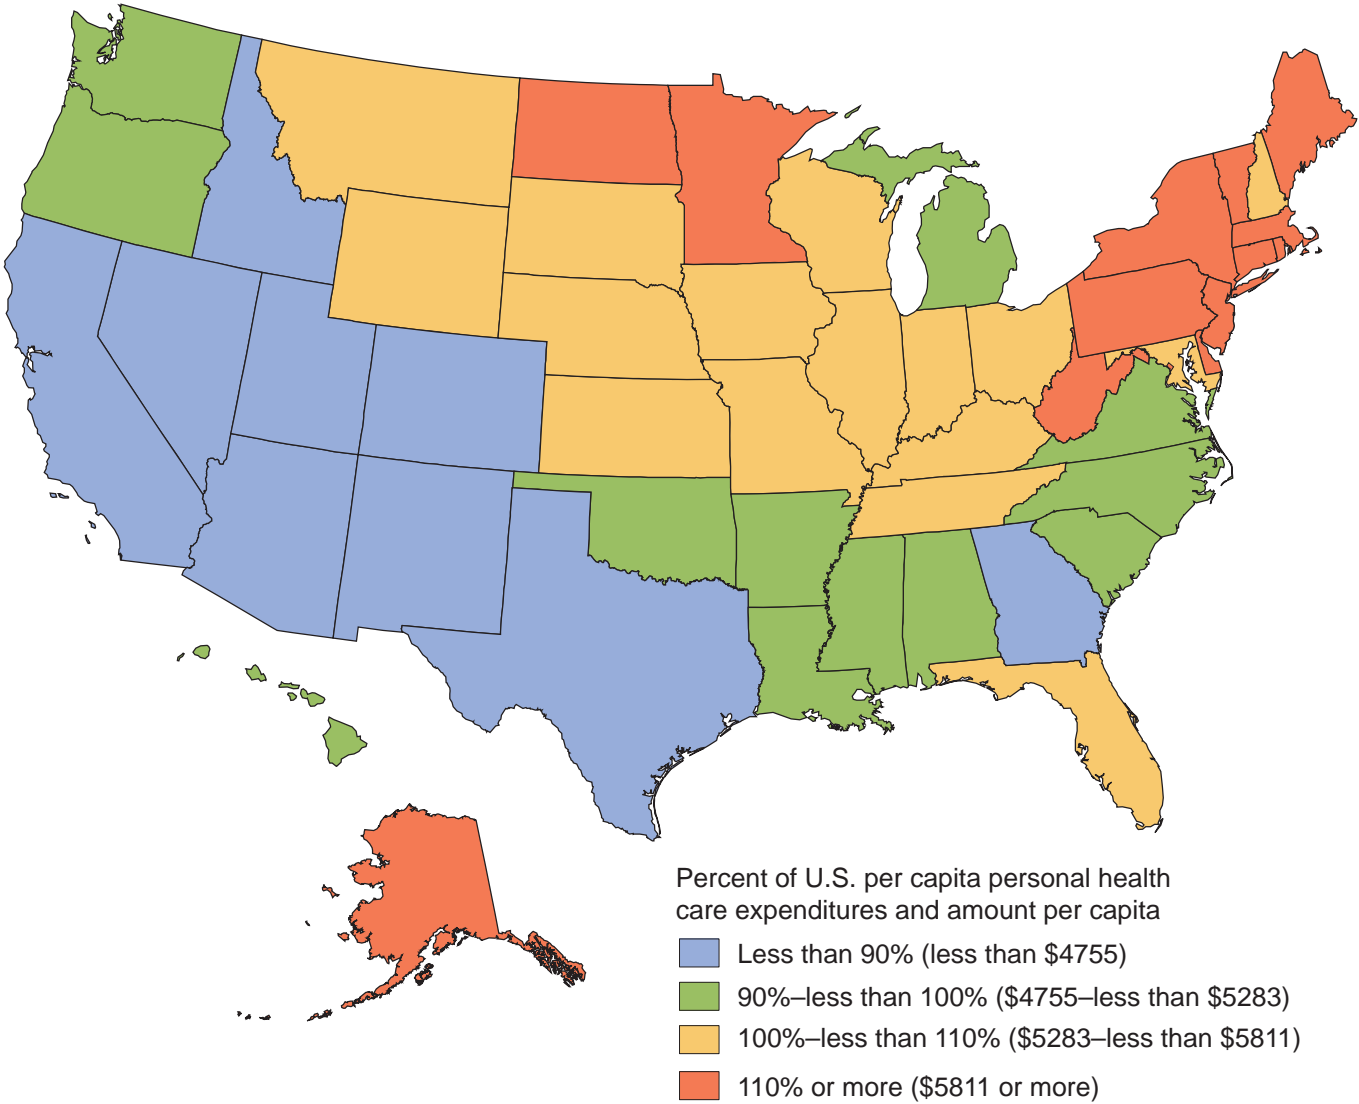 Percent of U.S. per capita personal health
care expenditures and amount per capita
Less than 90% (less than $4755)
90%–less than 100% ($4755–less than $5283)
100%–less than 110% ($5283–less than $5811)
110% or more ($5811 or more)